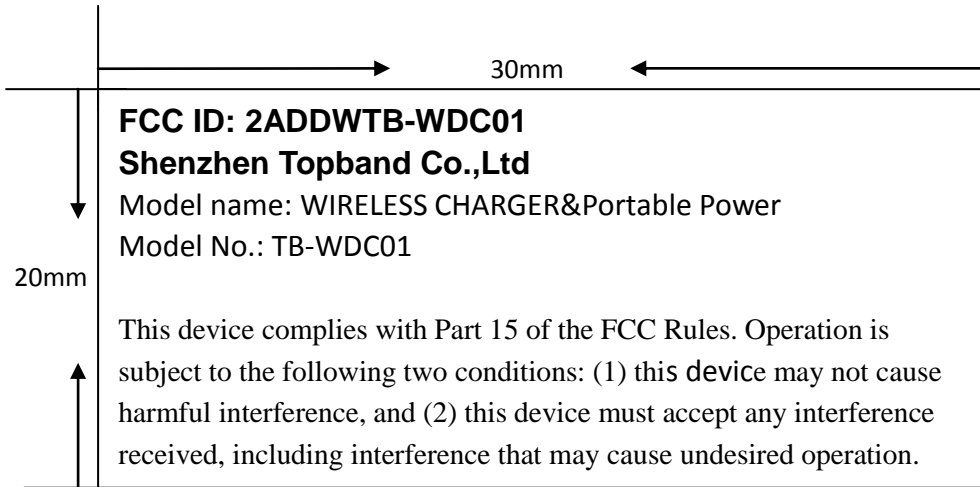 30mm
FCC ID: 2ADDWTB-WDC01
Shenzhen Topband Co.,Ltd
Model name: WIRELESS CHARGER&Portable Power
Model No.: TB-WDC01
20mm
This device complies with Part 15 of the FCC Rules. Operation is
subject to the following two conditions: (1) this device may not cause
harmful interference, and (2) this device must accept any interference
received, including interference that may cause undesired operation.